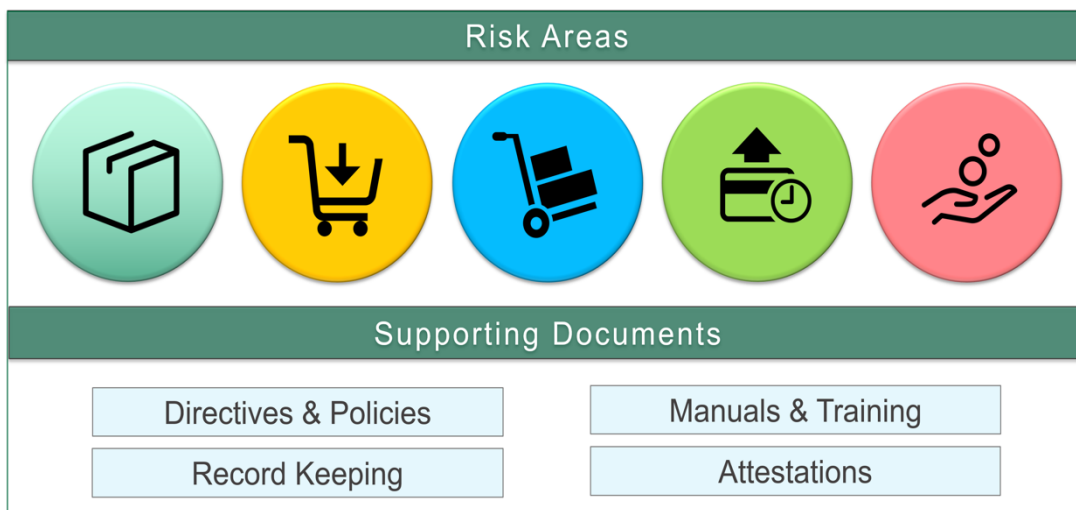 Risk Areas
Supporting Documents
Directives & Policies
Manuals & Training
Record Keeping
Attestations